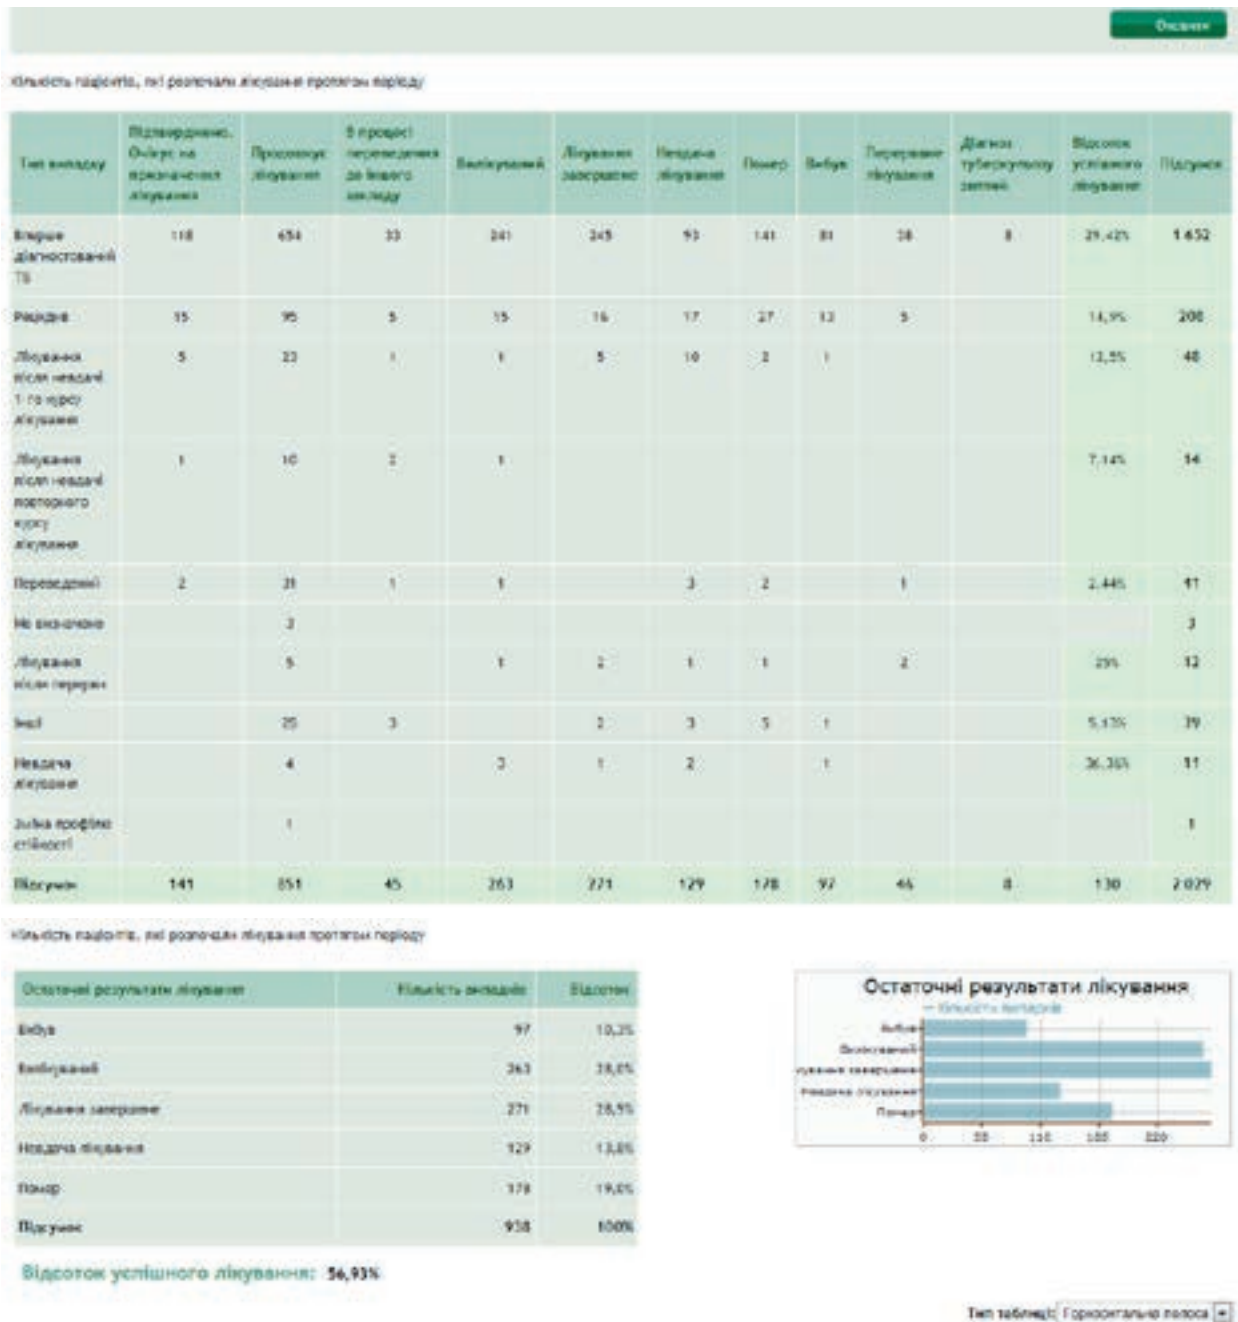 Оновити
Кількість пацієнтів, які розпочали лікування протягом періоду
Тип випадку Підтверджено. Очікує на призначення лікування Продовжує лікування В процесі переведення до іншого закладу Вилікуваний Лікування завершене Невдача лікування Помер Вибув Перерване лікування Діагноз туберкульозу знятий Відсоток успішного лікування Підсумок
Вперше діагностований ТБ 118 654 33 241 245 93 141 81 38 8 29,42% 1 652
Рецидив 15 95 5 15 16 17 27 13 5 14,9% 208
Лікування після невдачі 1-го курсу лікування 5 23 1 1 5 10 2 1 12,5% 48
Лікування після невдачі повторного курсу лікування 1 10 2 1 7,14% 14
Переведений 2 31 1 1 3 2 1 2,44% 41
Не визначено 3 3
Лікування після перерви 5 1 2 1 1 2 25% 12
Інші 25 3 2 3 5 1 5,13% 39
Невдача лікування 4 3 1 2 1 36,36% 11
Зміна профілю стійкості 1 1
Підсумок 141 851 45 263 271 129 178 97 46 8 130 2 029
Кількість пацієнтів, які розпочали лікування протягом періоду
Остаточні результати лікування Кількість випадків Відсоток
Вибув 97 10,3%
Вилікуваний 263 28,0%
Лікування завершене 271 28,9%
Невдача лікування 129 13,8%
Помер 178 19,0%
Підсумок 938 100%
Відсоток успішного лікування: 56,93%
Остаточні результати лікування
Кількість випадків
Вибув
Вилікуваний
кування завершене
Невдача лікування
Помер
0 55 110 165 220
Тип таблиці: Горизонтальна полоса